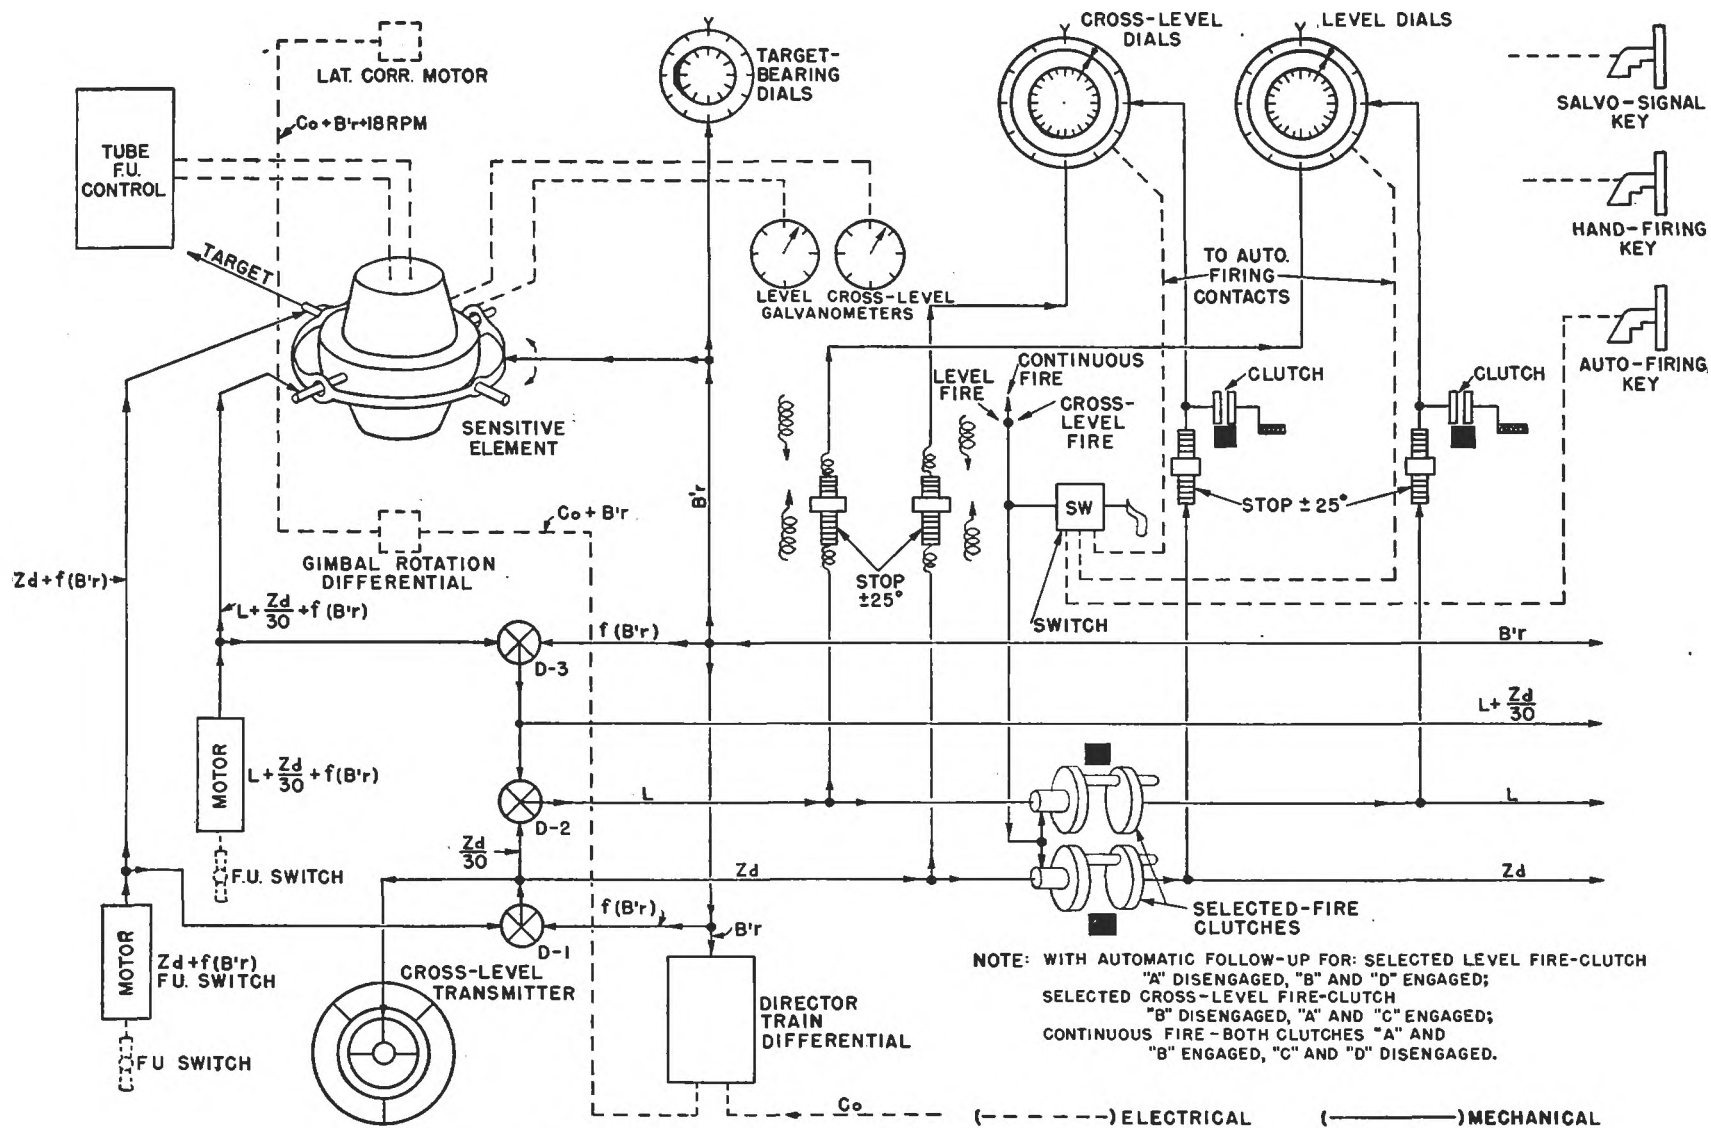 LAT. CORR. MOTOR
Co + B'r + 18 RPM
TUBE
F.U.
CONTROL
TARGET
TARGET-
BEARING
DIALS
CROSS-LEVEL
DIALS
LEVEL DIALS
SALVO-SIGNAL
KEY
HAND-FIRING
KEY
AUTO-FIRING
KEY
TO AUTO.
FIRING
CONTACTS
LEVEL CROSS-LEVEL
GALVANOMETERS
SENSITIVE
ELEMENT
CONTINUOUS
FIRE
LEVEL
FIRE
CROSS-
LEVEL
FIRE
CLUTCH
CLUTCH
STOP ± 25°
B'r
SW
Co + B'r
GIMBAL ROTATION
DIFFERENTIAL
STOP
±25°
SWITCH
Zd + f(B'r)
L + Zd/30 + f (B'r)
f (B'r)
B'r
D-3
L + Zd/30
MOTOR
L + Zd/30 + f(B'r)
L
L
D-2
Zd/30
F.U. SWITCH
Zd
Zd
f(B'r)
B'r
D-1
SELECTED-FIRE
CLUTCHES
MOTOR
Zd + f(B'r)
F.U. SWITCH
CROSS-LEVEL
TRANSMITTER
DIRECTOR
TRAIN
DIFFERENTIAL
F U SWITCH
NOTE: WITH AUTOMATIC FOLLOW-UP FOR: SELECTED LEVEL FIRE-CLUTCH
"A" DISENGAGED, "B" AND "D" ENGAGED;
SELECTED CROSS-LEVEL FIRE-CLUTCH
"B" DISENGAGED, "A" AND "C" ENGAGED;
CONTINUOUS FIRE - BOTH CLUTCHES "A" AND
"B" ENGAGED, "C" AND "D" DISENGAGED.
Co
(- - - - -) ELECTRICAL (———) MECHANICAL